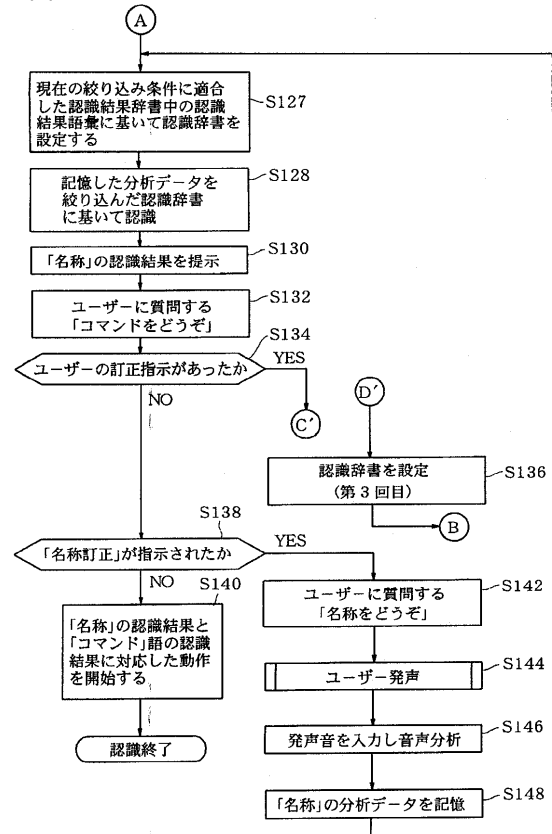 A
現在の絞り込み条件に適合
した認識結果辞書中の認識
結果語彙に基いて認識辞書を
設定する
S127
記憶した分析データを
絞り込んだ認識辞書
に基いて認識
S128
「名称」の認識結果を提示
S130
ユーザーに質問する
「コマンドをどうぞ」
S132
ユーザーの訂正指示があったか
S134
YES
C′
NO
D′
認識辞書を設定
(第3回目)
S136
B
「名称訂正」が指示されたか
S138
YES
NO
「名称」の認識結果と
「コマンド」語の認識
結果に対応した動作
を開始する
S140
認識終了
ユーザーに質問する
「名称をどうぞ」
S142
ユーザー発声
S144
発声音を入力し音声分析
S146
「名称」の分析データを記憶
S148